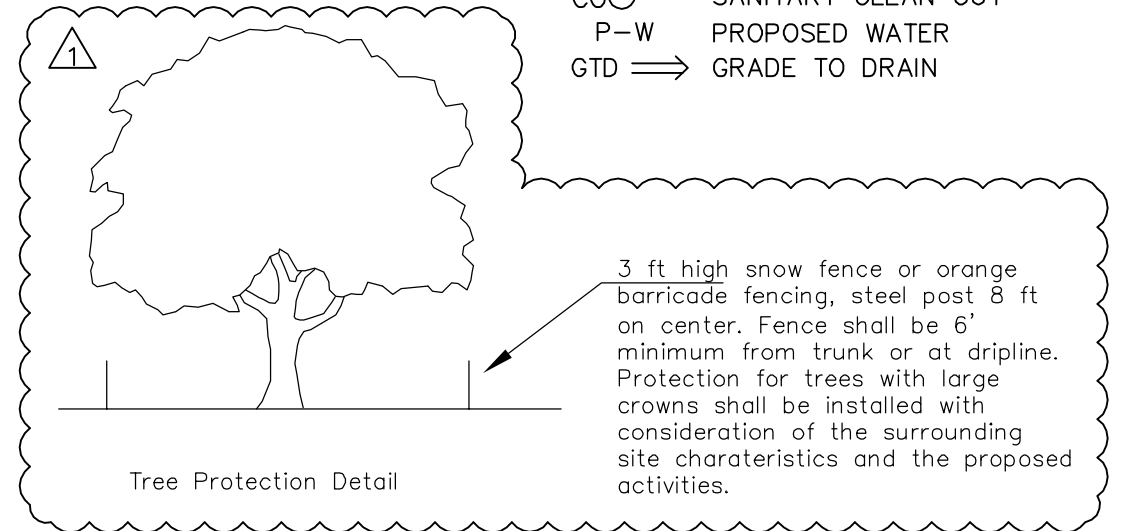 SANITARY CLEAN OUT
P-W PROPOSED WATER
GTD GRADE TO DRAIN
1
3 ft high snow fence or orange
barricade fencing, steel post 8 ft
on center. Fence shall be 6'
minimum from trunk or at dripline.
Protection for trees with large
crowns shall be installed with
consideration of the surrounding
site charateristics and the proposed
activities.
Tree Protection Detail